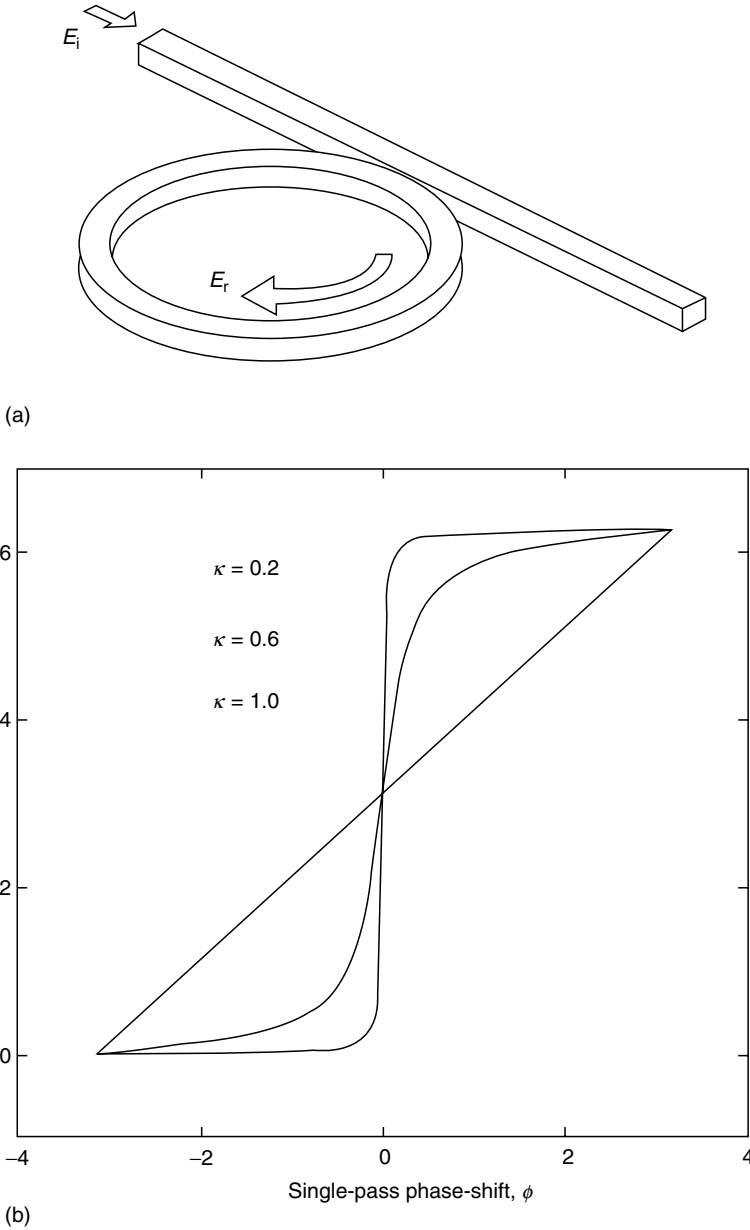 E_i
E_r
(a)
6
κ = 0.2
κ = 0.6
κ = 1.0
4
2
0
−4 −2 0 2 4
Single-pass phase-shift, ϕ
(b)